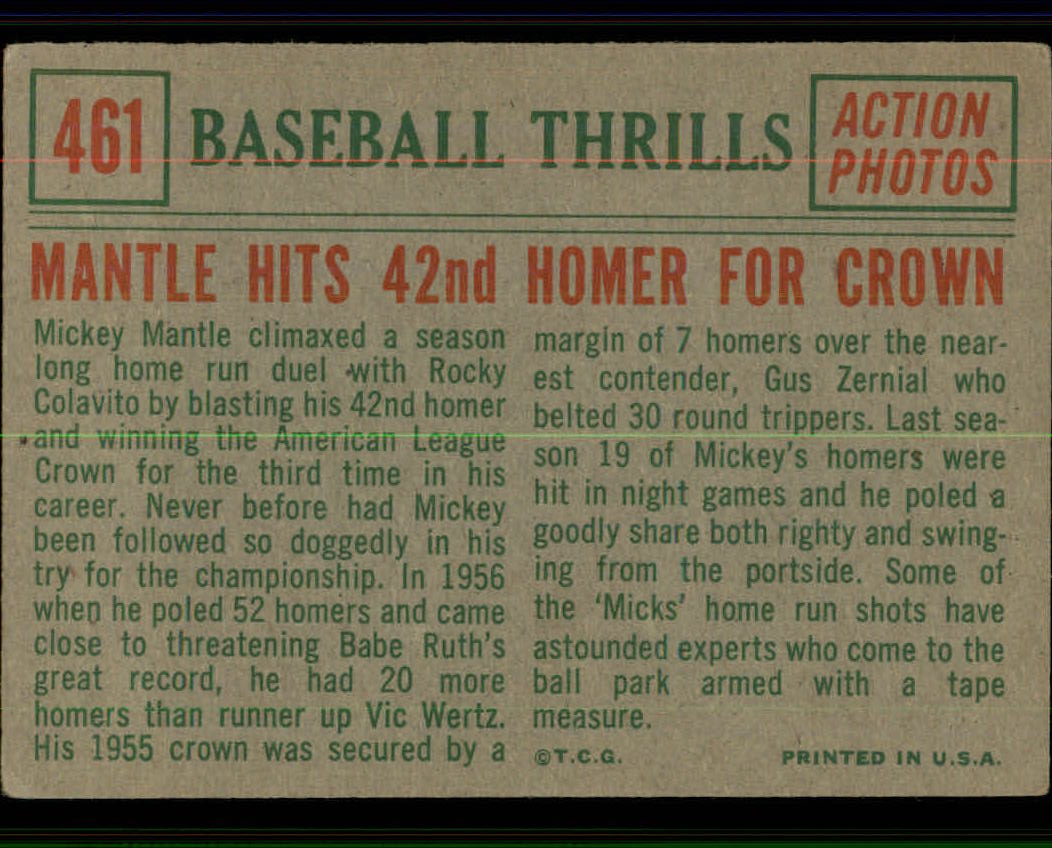 461
BASEBALL THRILLS
ACTION
PHOTOS
MANTLE HITS 42nd HOMER FOR CROWN
Mickey Mantle climaxed a season
long home run duel with Rocky
Colavito by blasting his 42nd homer
and winning the American League
Crown for the third time in his
career. Never before had Mickey
been followed so doggedly in his
try for the championship. In 1956
when he poled 52 homers and came
close to threatening Babe Ruth's
great record, he had 20 more
homers than runner up Vic Wertz.
His 1955 crown was secured by a
margin of 7 homers over the near-
est contender, Gus Zernial who
belted 30 round trippers. Last sea-
son 19 of Mickey's homers were
hit in night games and he poled a
goodly share both righty and swing-
ing from the portside. Some of
the 'Micks' home run shots have
astounded experts who come to the
ball park armed with a tape
measure.
©T.C.G.
PRINTED IN U.S.A.